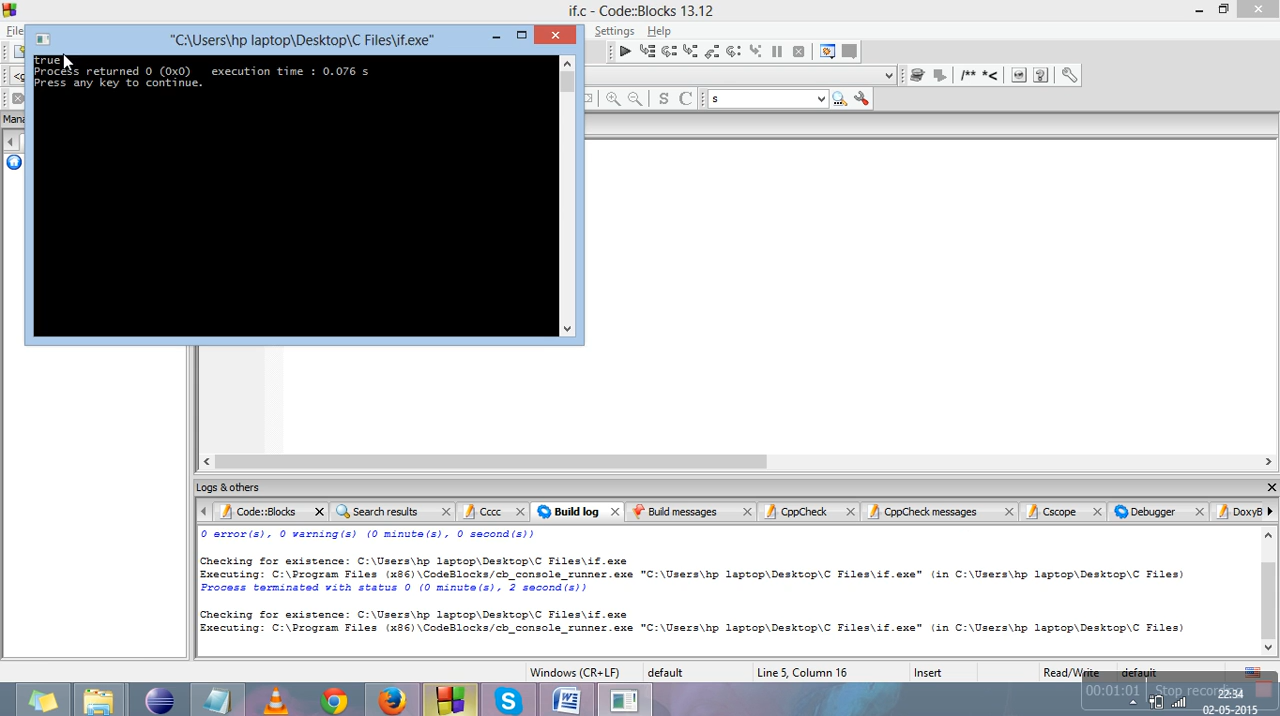 if.c - Code::Blocks 13.12
File
Settings
Help
"C:\Users\hp laptop\Desktop\C Files\if.exe"
true
Process returned 0 (0x0)   execution time : 0.076 s
Press any key to continue.
/** *<
S
C
s
Logs & others
Code::Blocks
Search results
Cccc
Build log
Build messages
CppCheck
CppCheck messages
Cscope
Debugger
DoxyB
0 error(s), 0 warning(s) (0 minute(s), 0 second(s))
Checking for existence: C:\Users\hp laptop\Desktop\C Files\if.exe
Executing: C:\Program Files (x86)\CodeBlocks/cb_console_runner.exe "C:\Users\hp laptop\Desktop\C Files\if.exe" (in C:\Users\hp laptop\Desktop\C Files)
Process terminated with status 0 (0 minute(s), 2 second(s))
Checking for existence: C:\Users\hp laptop\Desktop\C Files\if.exe
Executing: C:\Program Files (x86)\CodeBlocks/cb_console_runner.exe "C:\Users\hp laptop\Desktop\C Files\if.exe" (in C:\Users\hp laptop\Desktop\C Files)
Windows (CR+LF)
default
Line 5, Column 16
Insert
Read/Write
default
00:01:01
Stop recording
22:34
02-05-2015